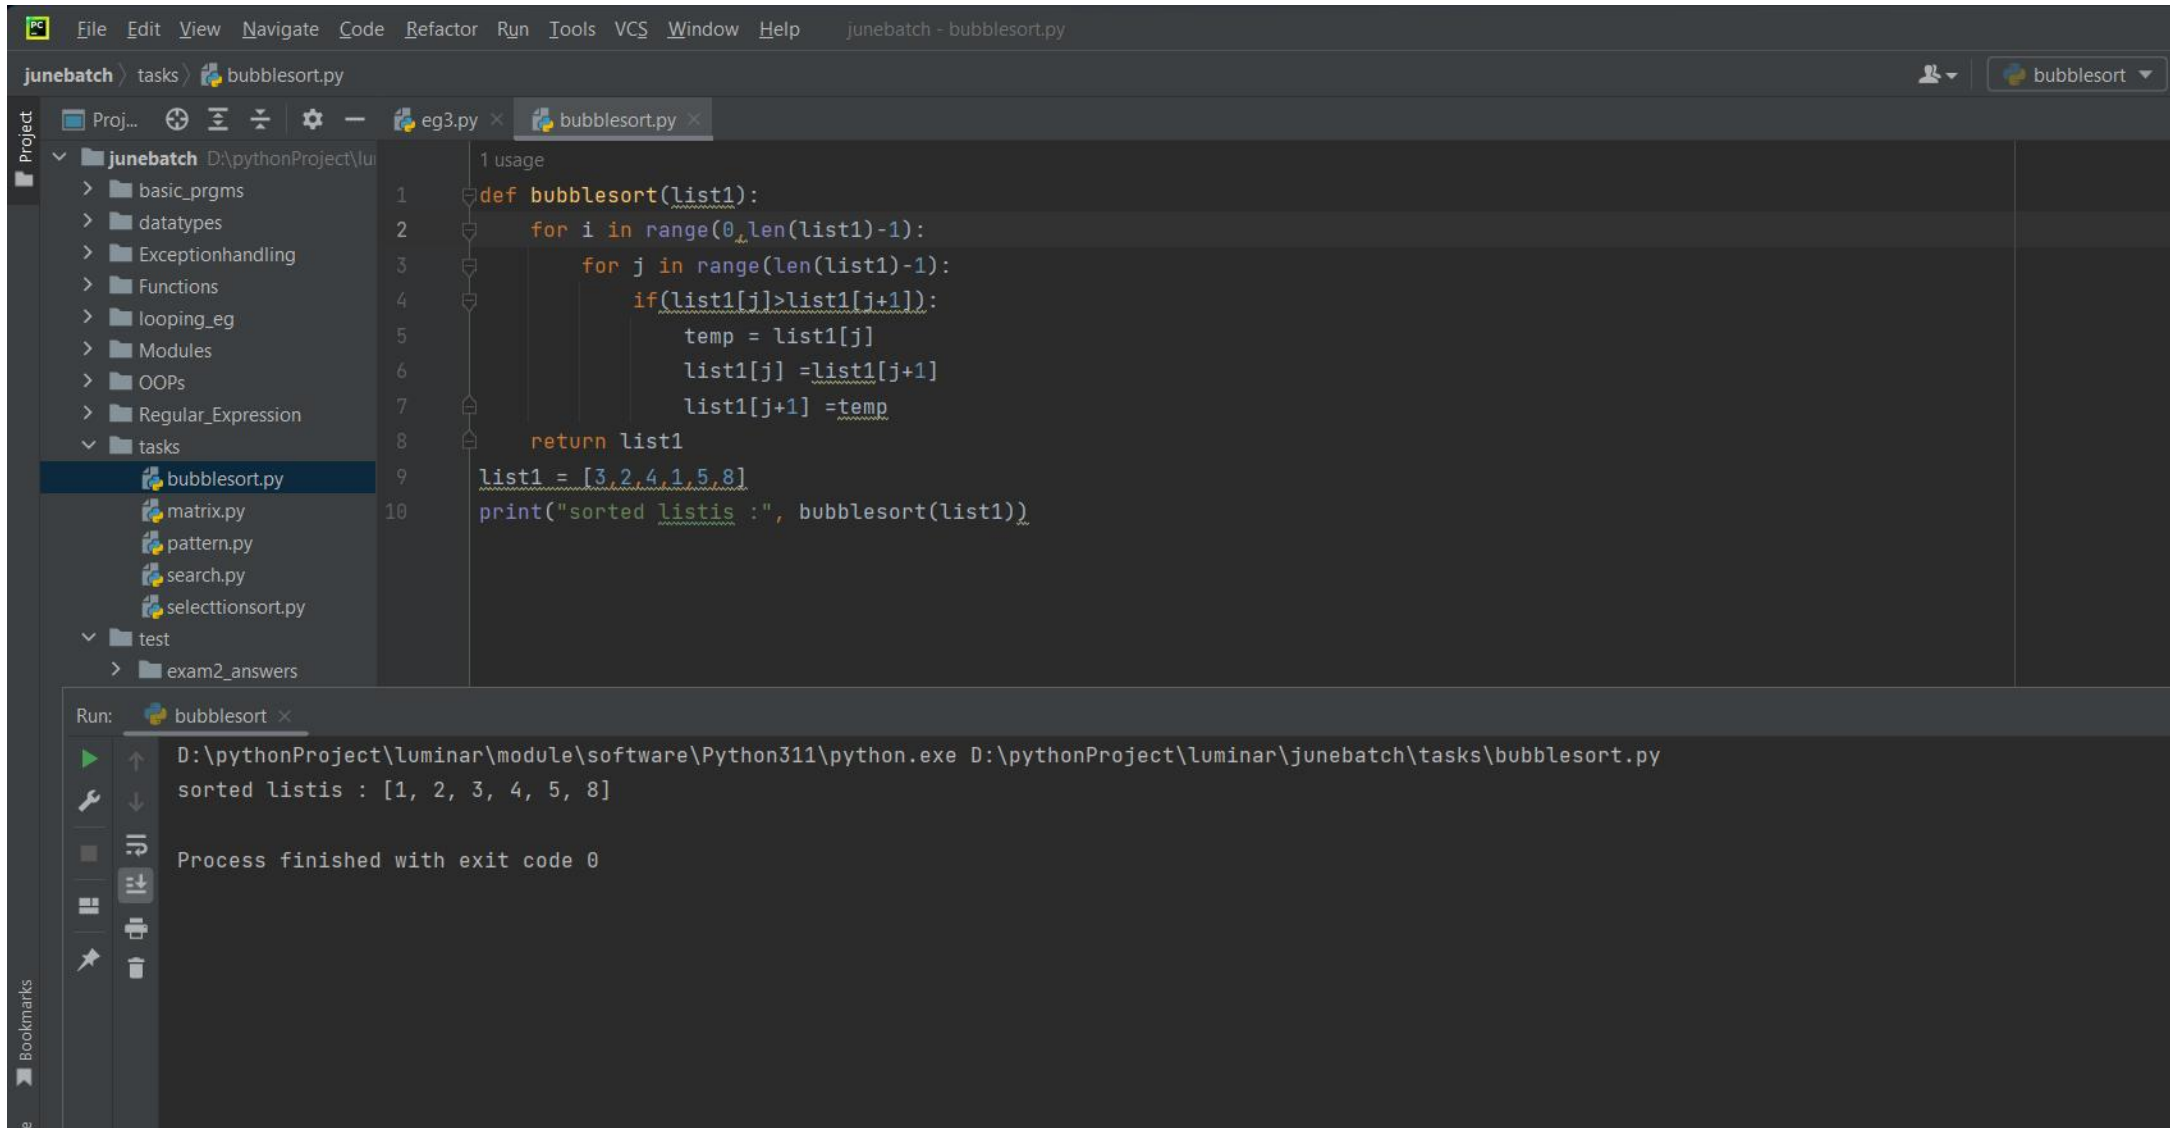 PC File Edit View Navigate Code Refactor Run Tools VCS Window Help junebatch - bubblesort.py
junebatch tasks bubblesort.py bubblesort
Project
Proj... eg3.py bubblesort.py
junebatch D:\pythonProject\lu
basic_prgms
datatypes
Exceptionhandling
Functions
looping_eg
Modules
OOPs
Regular_Expression
tasks
bubblesort.py
matrix.py
pattern.py
search.py
selecttionsort.py
test
exam2_answers
1 usage
1 def bubblesort(list1):
2 for i in range(0,len(list1)-1):
3 for j in range(len(list1)-1):
4 if(list1[j]>list1[j+1]):
5 temp = list1[j]
6 list1[j] =list1[j+1]
7 list1[j+1] =temp
8 return list1
9 list1 = [3,2,4,1,5,8]
10 print("sorted listis :", bubblesort(list1))
Run: bubblesort
D:\pythonProject\luminar\module\software\Python311\python.exe D:\pythonProject\luminar\junebatch\tasks\bubblesort.py
sorted listis : [1, 2, 3, 4, 5, 8]
Process finished with exit code 0
Bookmarks